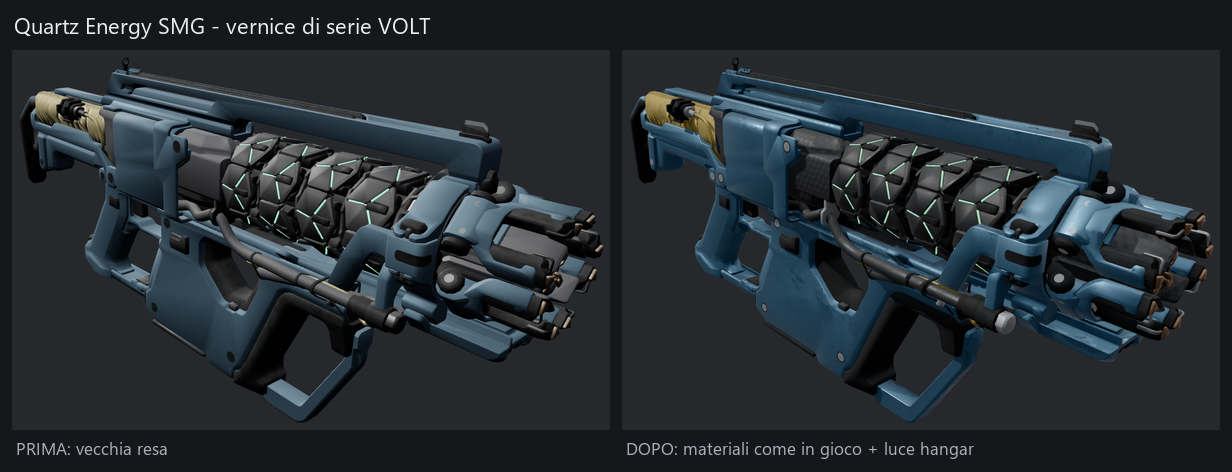 Quartz Energy SMG - vernice di serie VOLT
PRIMA: vecchia resa
DOPO: materiali come in gioco + luce hangar